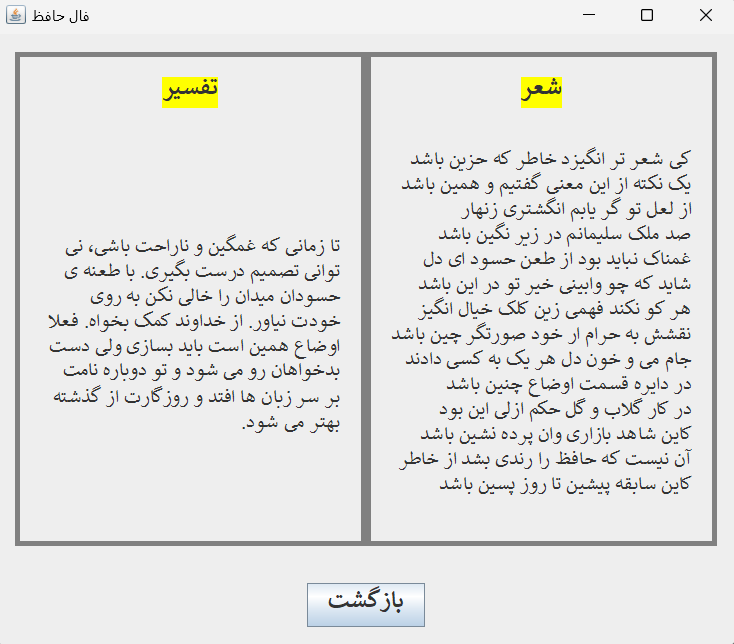 فال حافظ
شعر
کی شعر تر انگیزد خاطر که حزین باشد
یک نکته از این معنی گفتیم و همین باشد
از لعل تو گر یابم انگشتری زنهار
صد ملک سلیمانم در زیر نگین باشد
غمناک نباید بود از طعن حسود ای دل
شاید که چو وابینی خیر تو در این باشد
هر کو نکند فهمی زین کلک خیال انگیز
نقشش به حرام ار خود صورتگر چین باشد
جام می و خون دل هر یک به کسی دادند
در دایره قسمت اوضاع چنین باشد
در کار گلاب و گل حکم ازلی این بود
کاین شاهد بازاری وان پرده نشین باشد
آن نیست که حافظ را رندی بشد از خاطر
کاین سابقه پیشین تا روز پسین باشد
تفسیر
تا زمانی که غمگین و ناراحت باشی، نی
توانی تصمیم درست بگیری. با طعنه ی
حسودان میدان را خالی نکن به روی
خودت نیاور. از خداوند کمک بخواه. فعلا
اوضاع همین است باید بسازی ولی دست
بدخواهان رو می شود و تو دوباره نامت
بر سر زبان ها افتد و روزگارت از گذشته
بهتر می شود.
بازگشت